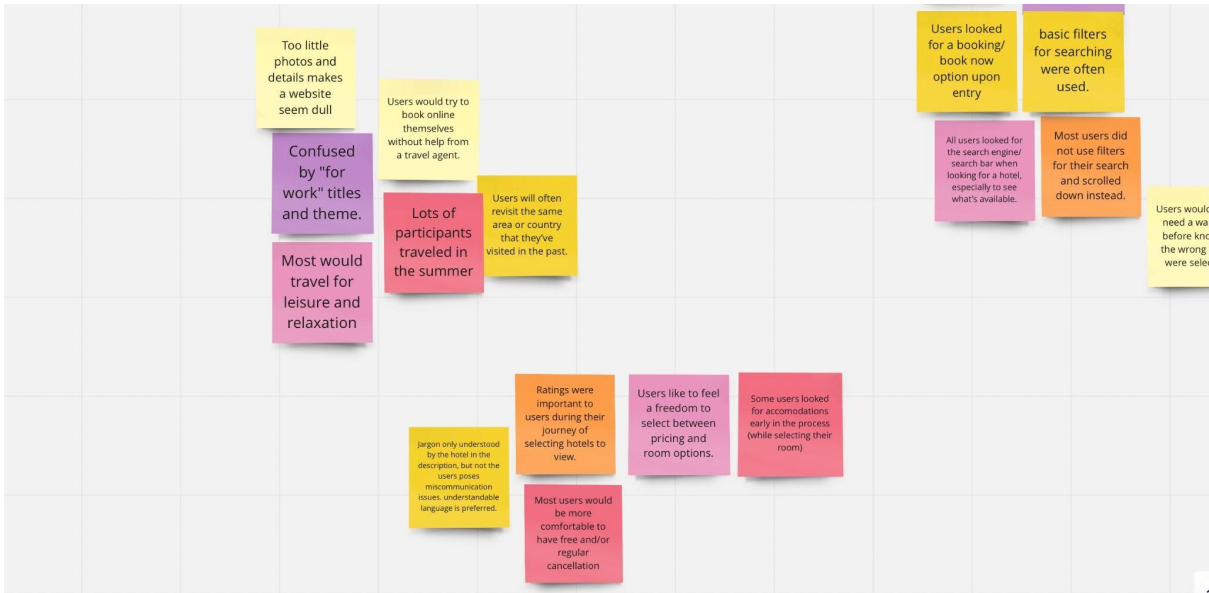 Too little
photos and
details makes
a website
seem dull
Confused
by "for
work" titles
and theme.
Most would
travel for
leisure and
relaxation
Users would try to
book online
themselves
without help from
a travel agent.
Lots of
participants
traveled in
the summer
Users will often
revisit the same
area or country
that they've
visited in the past.
Jargon only understood
by the hotel in the
description, but not the
users poses
miscommunication
issues. understandable
language is preferred.
Ratings were
important to
users during their
journey of
selecting hotels to
view.
Most users would
be more
comfortable to
have free and/or
regular
cancellation
Users like to feel
a freedom to
select between
pricing and
room options.
Some users looked
for accomodations
early in the process
(while selecting their
room)
Users looked
for a booking/
book now
option upon
entry
basic filters
for searching
were often
used.
All users looked for
the search engine/
search bar when
looking for a hotel,
especially to see
what's available.
Most users did
not use filters
for their search
and scrolled
down instead.
Users would
need a wa
before kno
the wrong
were selec